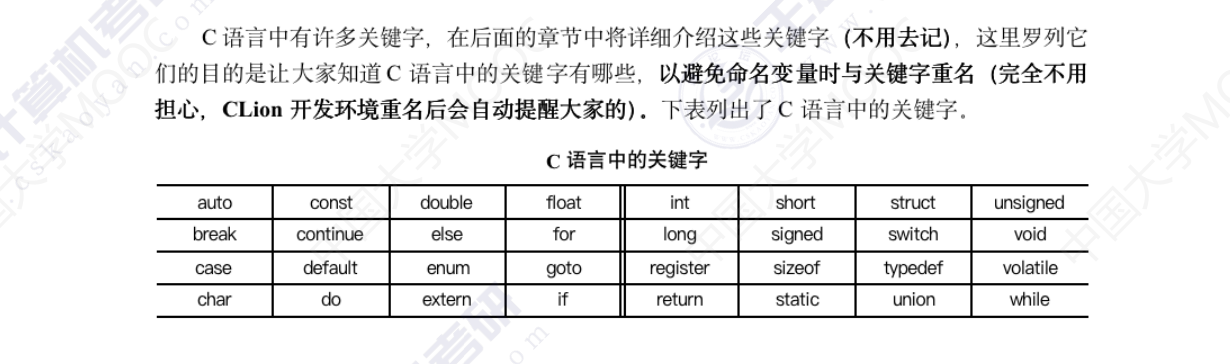 C 语言中有许多关键字，在后面的章节中将详细介绍这些关键字（不用去记），这里罗列它
们的目的是让大家知道 C 语言中的关键字有哪些，以避免命名变量时与关键字重名（完全不用
担心，CLion 开发环境重名后会自动提醒大家的）。下表列出了 C 语言中的关键字。
C 语言中的关键字
auto const double float int short struct unsigned
break continue else for long signed switch void
case default enum goto register sizeof typedef volatile
char do extern if return static union while